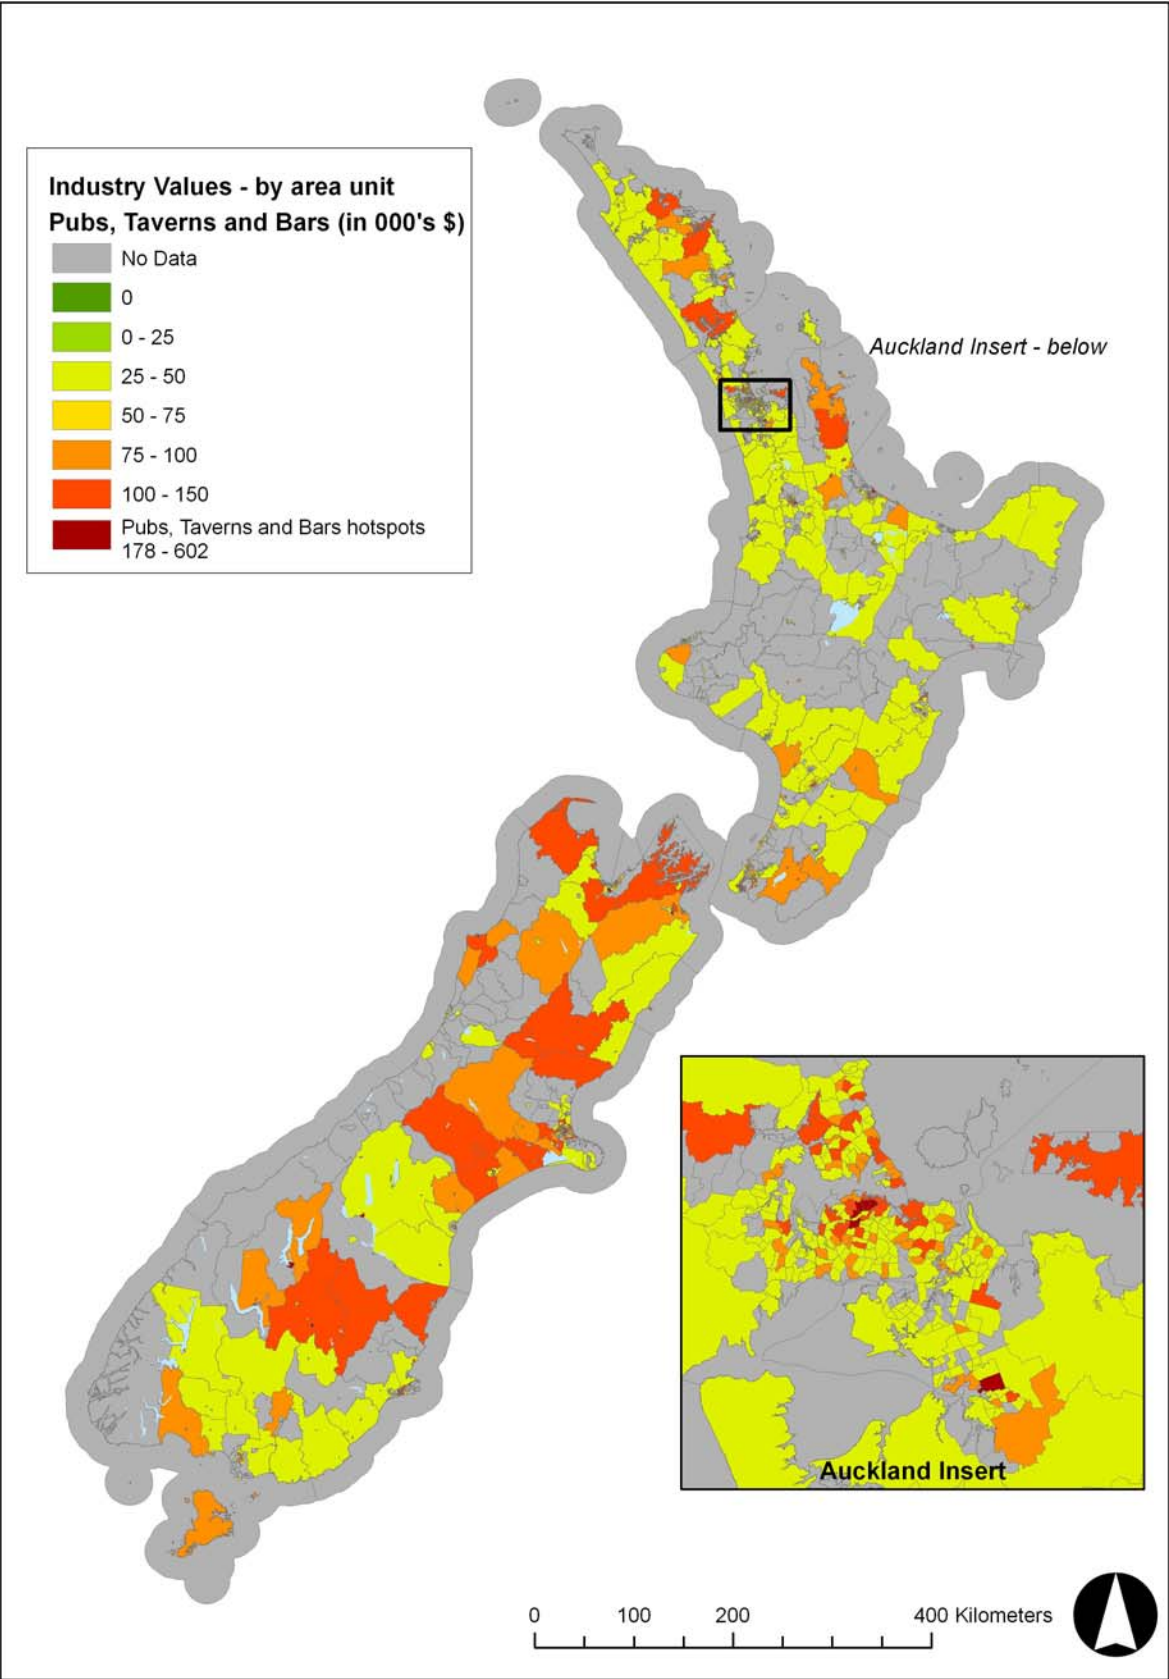 Industry Values - by area unit
Pubs, Taverns and Bars (in 000's $)
No Data
0
0 - 25
25 - 50
50 - 75
75 - 100
100 - 150
Pubs, Taverns and Bars hotspots
178 - 602
Auckland Insert - below
Auckland Insert
0 100 200 400 Kilometers